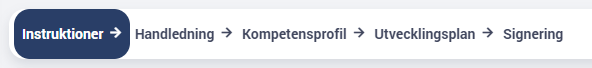 Instruktioner → Handledning → Kompetensprofil → Utvecklingsplan → Signering